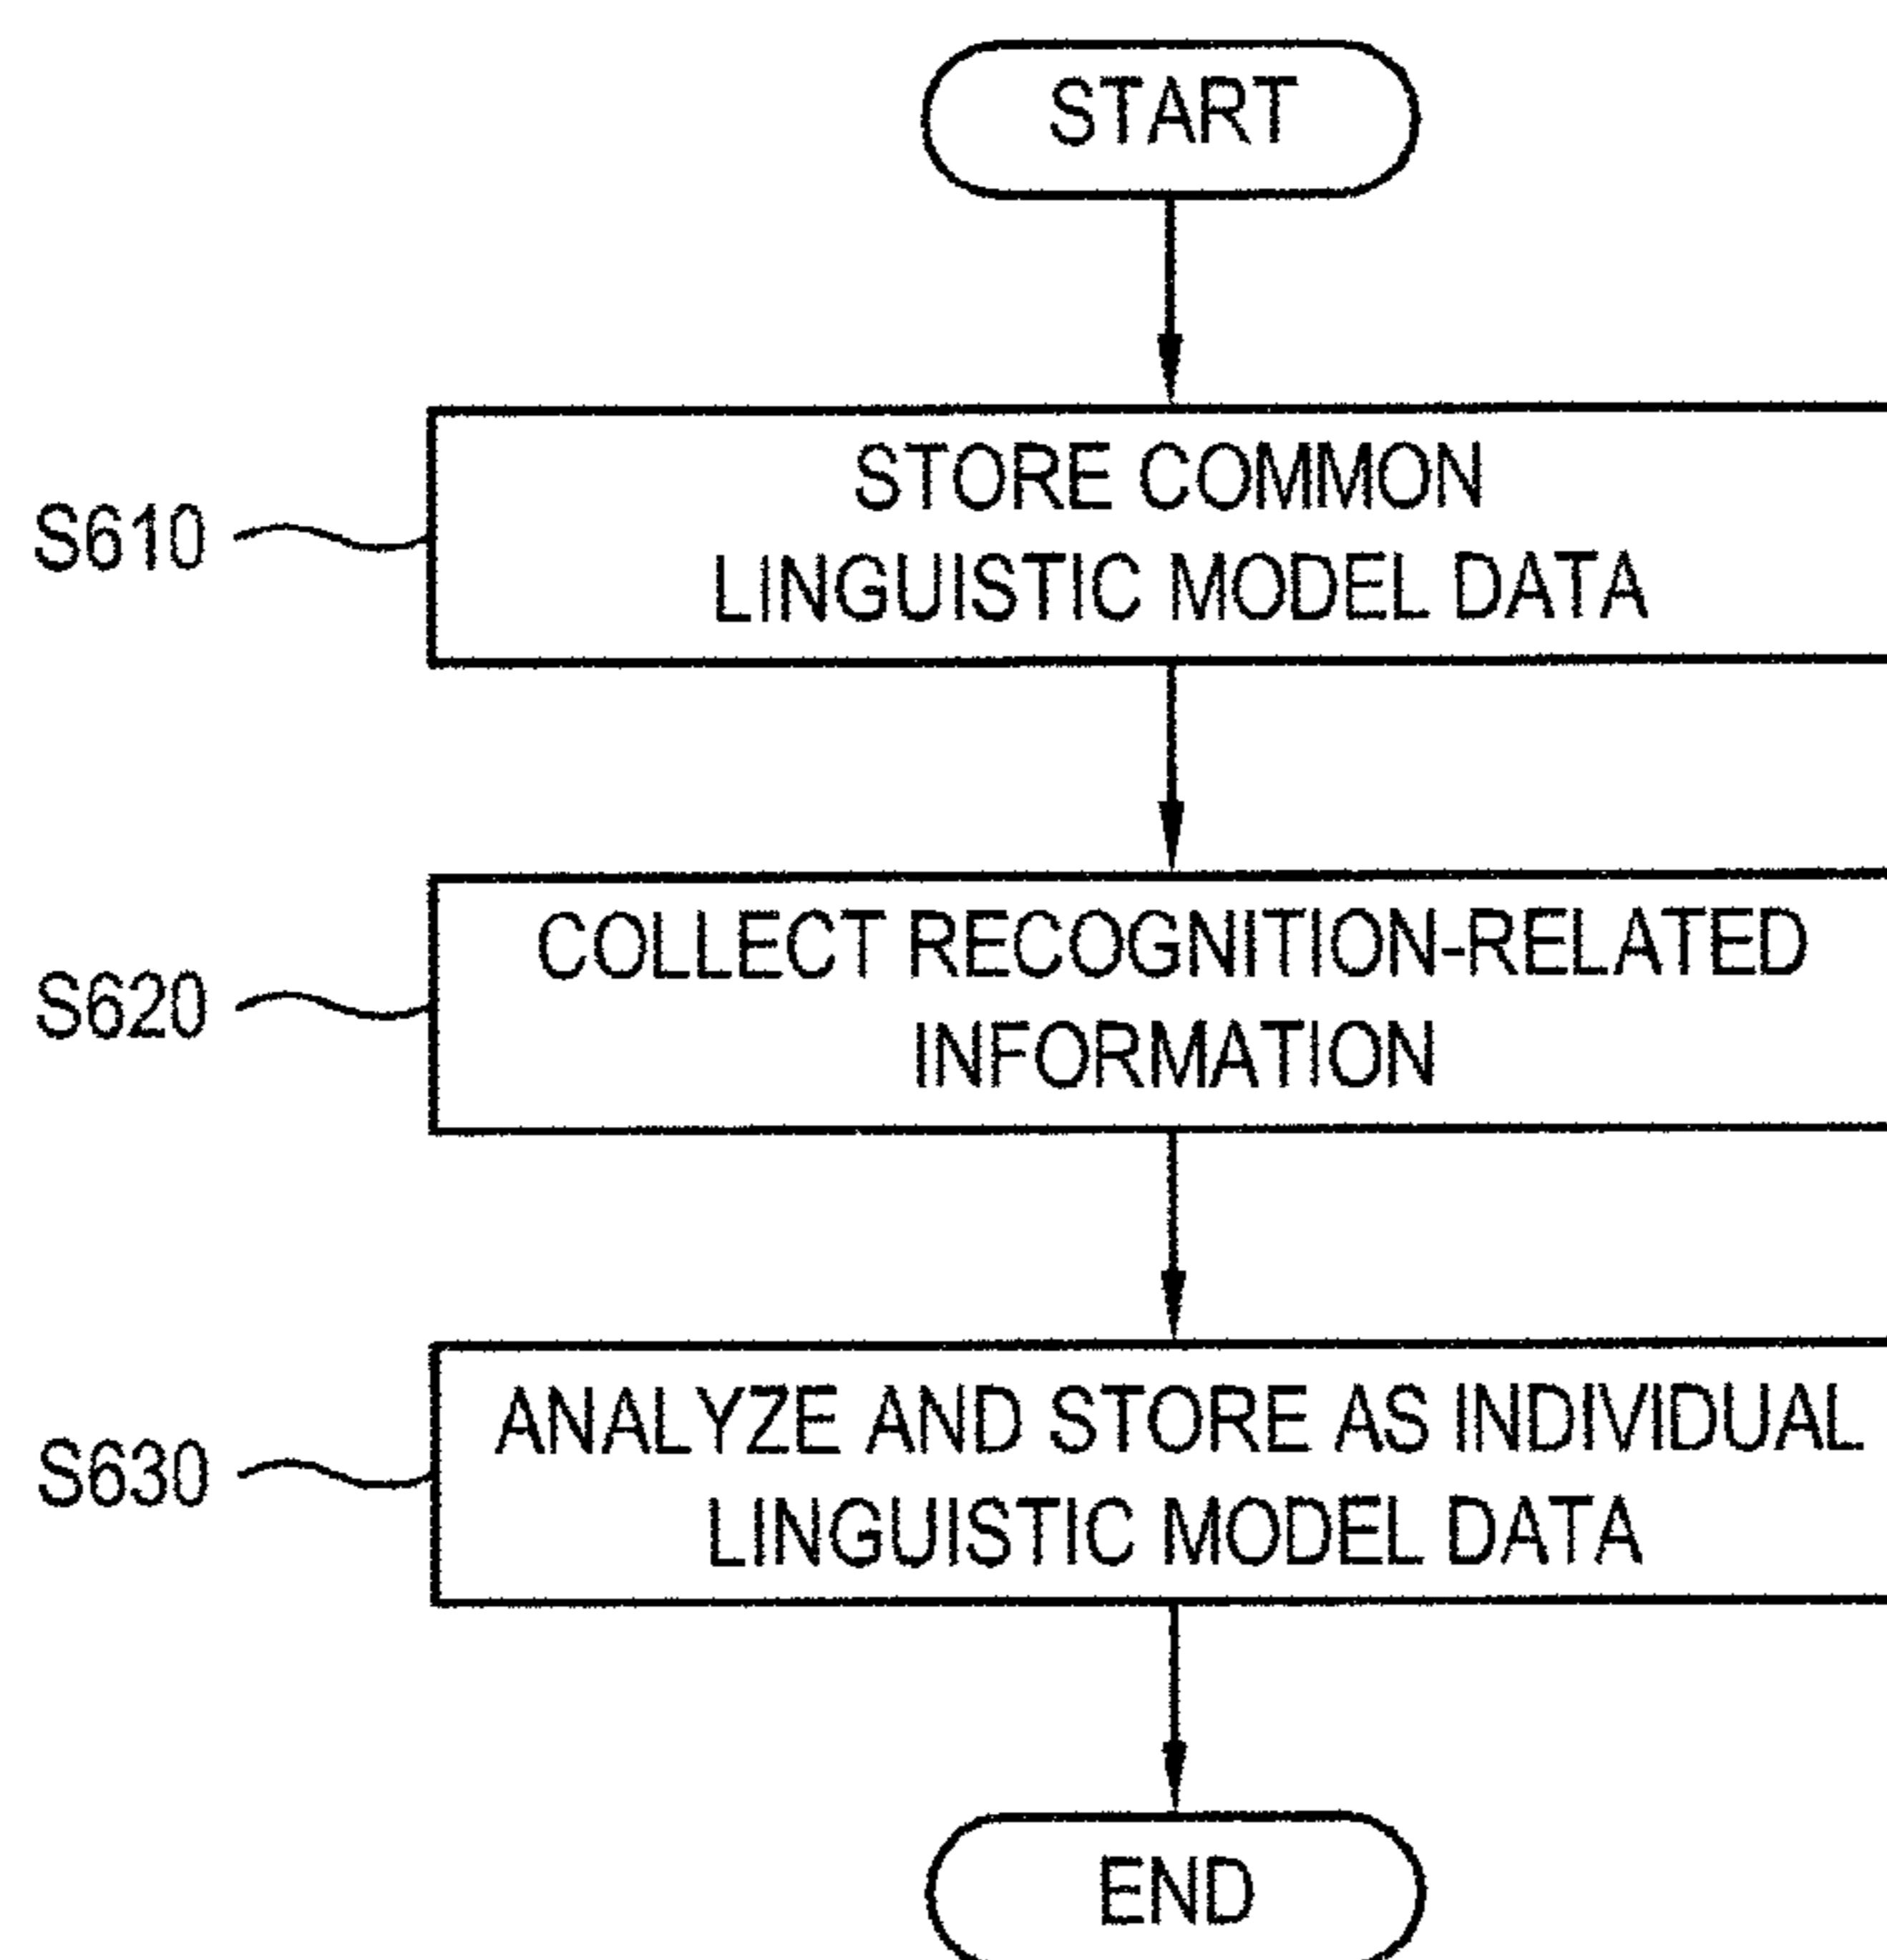 START
STORE COMMON
LINGUISTIC MODEL DATA
S610
COLLECT RECOGNITION-RELATED
INFORMATION
S620
ANALYZE AND STORE AS INDIVIDUAL
LINGUISTIC MODEL DATA
S630
END